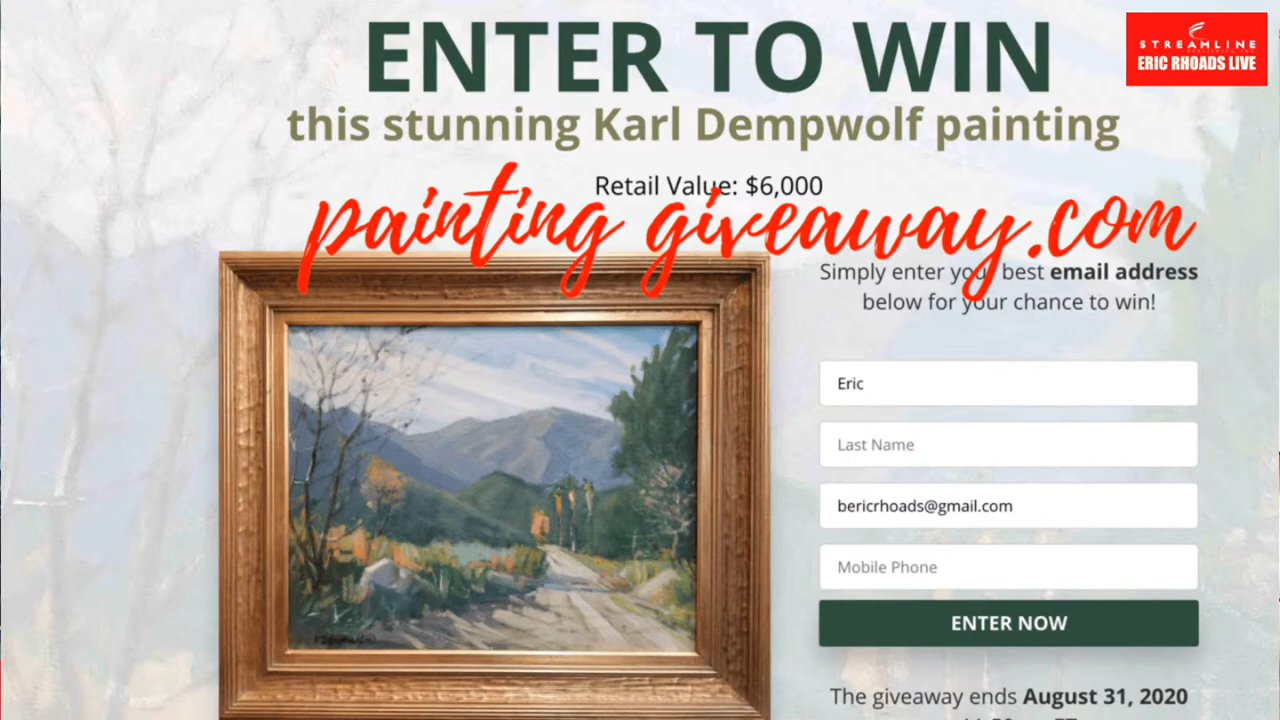 ENTER TO WIN
STREAMLINE
ERIC RHOADS LIVE
this stunning Karl Dempwolf painting
Retail Value: $6,000
painting giveaway.com
Simply enter your best email address
below for your chance to win!
Eric
Last Name
bericrhoads@gmail.com
Mobile Phone
ENTER NOW
The giveaway ends August 31, 2020